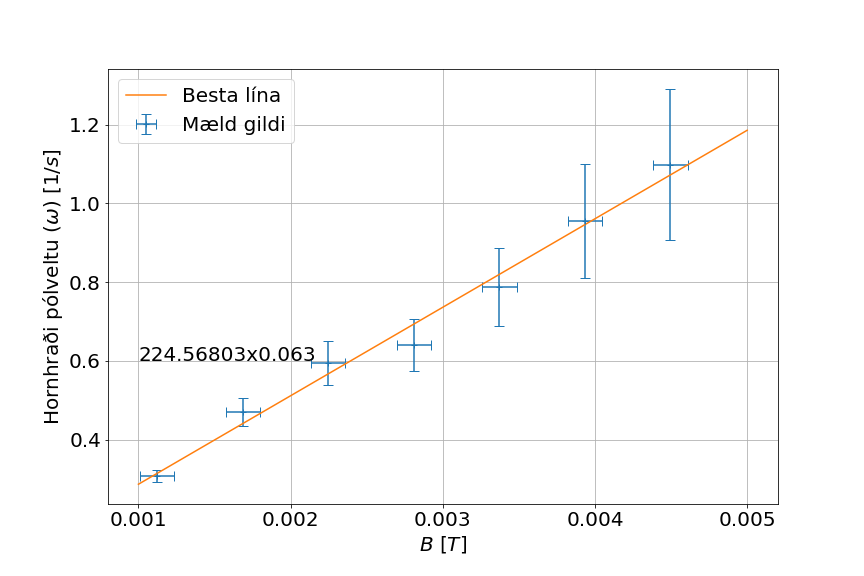 Besta lína
Mæld gildi
Hornhraði pólveltu (ω) [1/s]
1.2
1.0
0.8
0.6
0.4
224.56803x0.063
0.001 0.002 0.003 0.004 0.005
B [T]